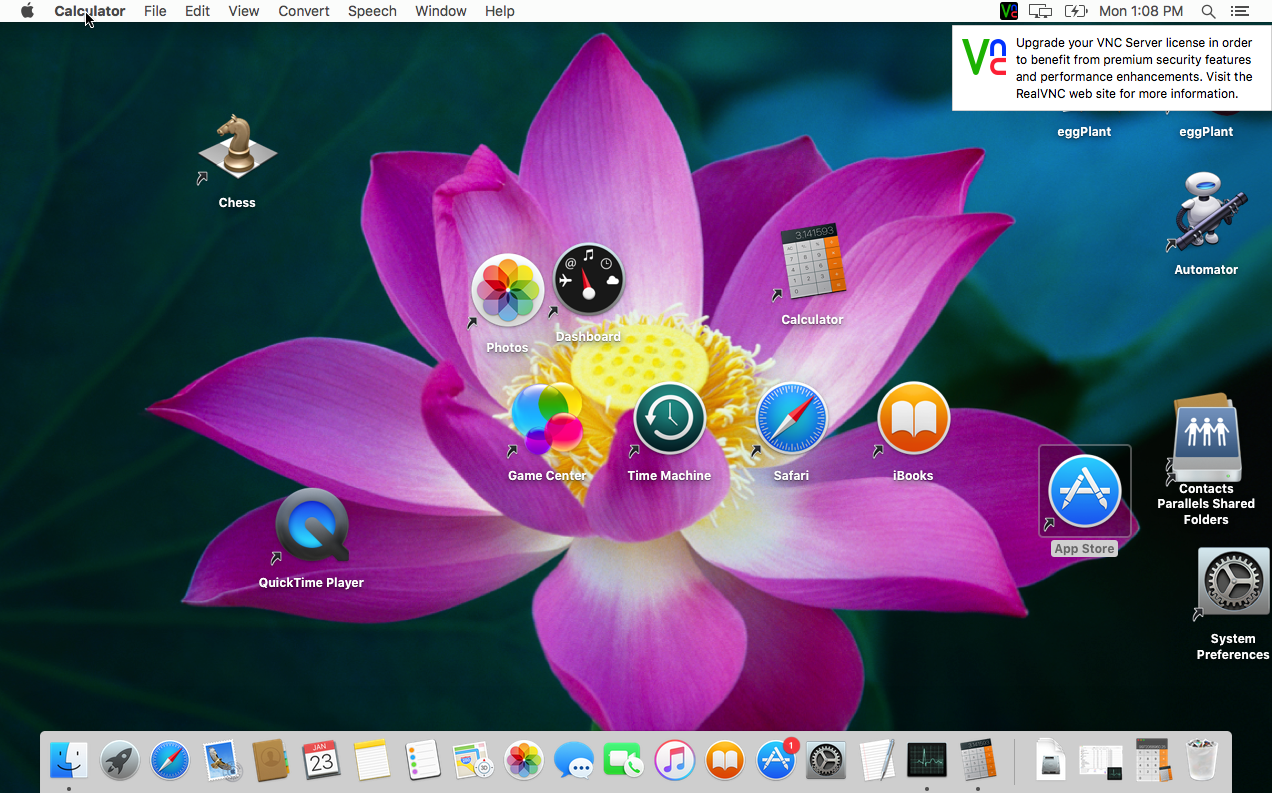 Calculator File Edit View Convert Speech Window Help Mon 1:08 PM
Upgrade your VNC Server license in order
to benefit from premium security features
and performance enhancements. Visit the
RealVNC web site for more information.
eggPlant
eggPlant
Chess
Automator
3.141593
Calculator
Dashboard
Photos
Game Center
Time Machine
Safari
iBooks
Contacts
Parallels Shared
Folders
App Store
QuickTime Player
System
Preferences
JAN
23
1